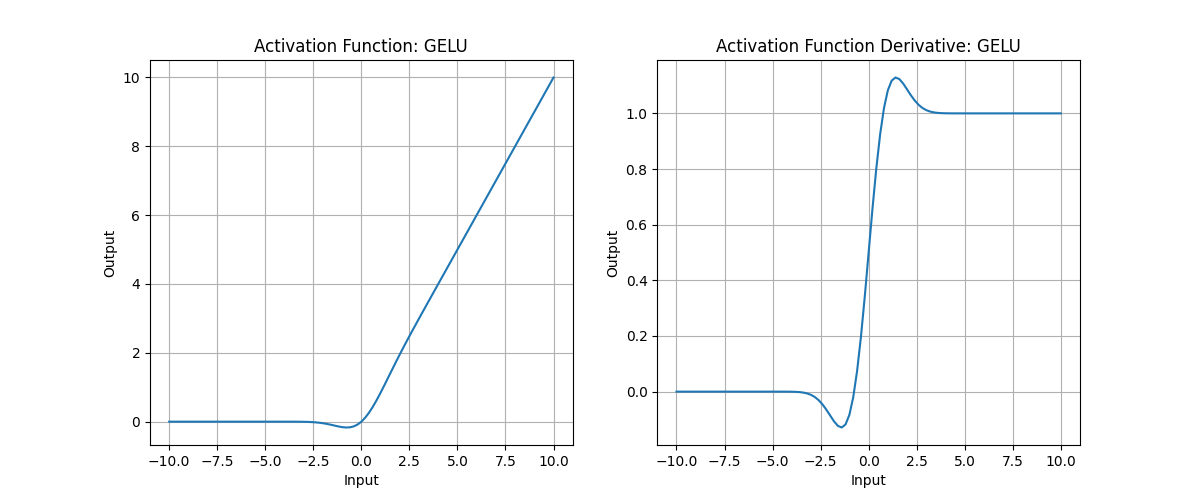 Activation Function: GELU
10
8
6
4
2
0
Output
−10.0 −7.5 −5.0 −2.5 0.0 2.5 5.0 7.5 10.0
Input
Activation Function Derivative: GELU
1.0
0.8
0.6
0.4
0.2
0.0
Output
−10.0 −7.5 −5.0 −2.5 0.0 2.5 5.0 7.5 10.0
Input